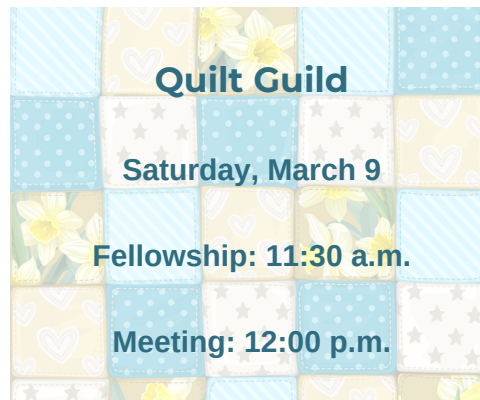 Quilt Guild
Saturday, March 9
Fellowship: 11:30 a.m.
Meeting: 12:00 p.m.